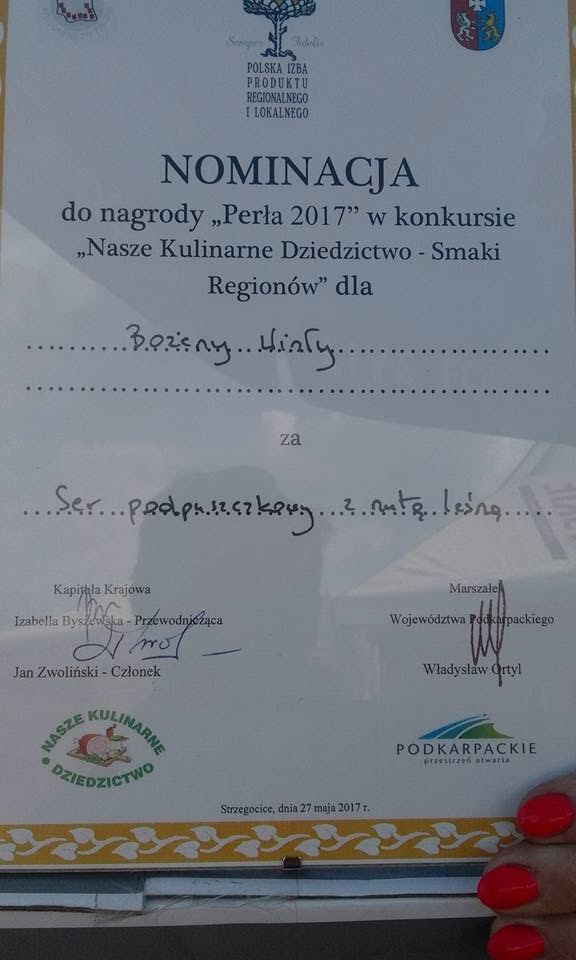 Semper Fidelis
POLSKA IZBA
PRODUKTU
REGIONALNEGO
I LOKALNEGO
NOMINACJA
do nagrody „Perła 2017” w konkursie
„Nasze Kulinarne Dziedzictwo - Smaki
Regionów” dla
Bożeny
za
Ser podpuszczkowy z nutą leśną
Kapituła Krajowa
Izabella Byszewska - Przewodnicząca
Jan Zwoliński - Członek
Marszałek
Województwa Podkarpackiego
Władysław Ortyl
NASZE KULINARNE
DZIEDZICTWO
PODKARPACKIE
przestrzeń otwarta
Strzegocice, dnia 27 maja 2017 r.